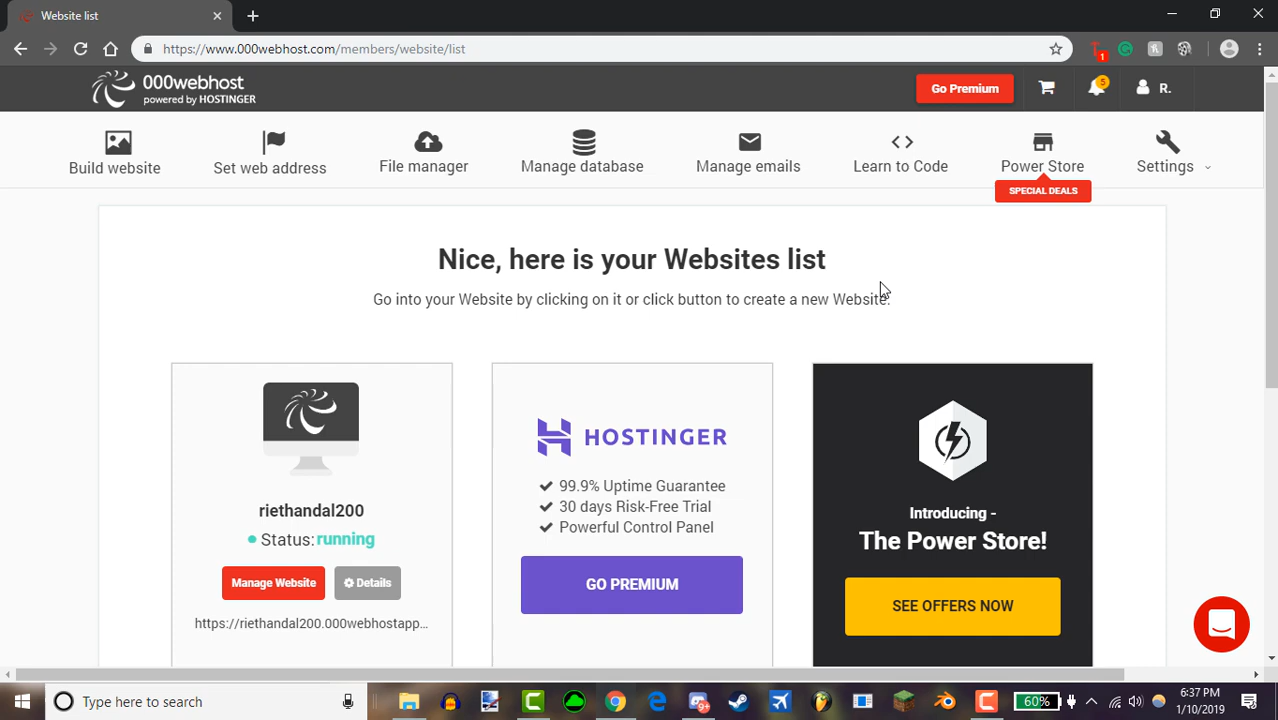 Website list
https://www.000webhost.com/members/website/list
1
000webhost
powered by HOSTINGER
Go Premium
5
R.
Build website
Set web address
File manager
Manage database
Manage emails
Learn to Code
Power Store
Settings
SPECIAL DEALS
Nice, here is your Websites list
Go into your Website by clicking on it or click button to create a new Website.
riethandal200
Status: running
Manage Website
Details
https://riethandal200.000webhostapp...
HOSTINGER
99.9% Uptime Guarantee
30 days Risk-Free Trial
Powerful Control Panel
GO PREMIUM
Introducing -
The Power Store!
SEE OFFERS NOW
Type here to search
60%
6:37 PM
1/10/2019